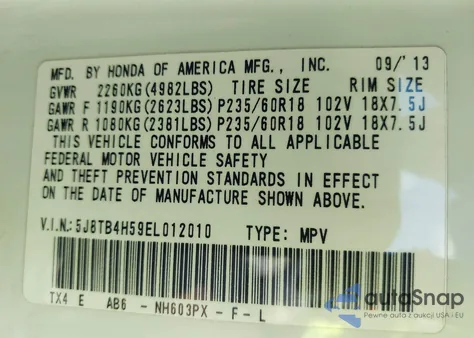 MFD. BY HONDA OF AMERICA MFG., INC. 09/'13
GVWR 2260KG(4982LBS) TIRE SIZE RIM SIZE
GAWR F 1190KG(2623LBS) P235/60R18 102V 18X7.5J
GAWR R 1080KG(2381LBS) P235/60R18 102V 18X7.5J
THIS VEHICLE CONFORMS TO ALL APPLICABLE
FEDERAL MOTOR VEHICLE SAFETY
AND THEFT PREVENTION STANDARDS IN EFFECT
ON THE DATE OF MANUFACTURE SHOWN ABOVE.
V.I.N.:5J8TB4H59EL012010 TYPE: MPV
TX4 E AB6 - NH603PX - F - L
autoSnap
Pewne auta z aukcji USA i EU